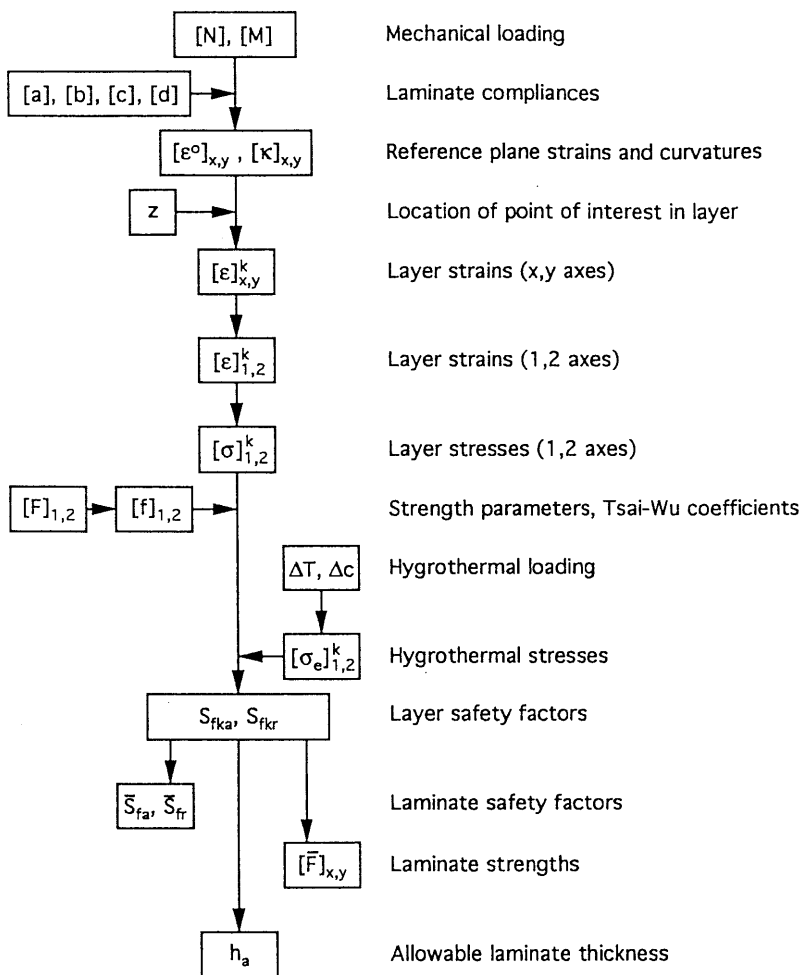 [N], [M] Mechanical loading
[a], [b], [c], [d] Laminate compliances
[εᵒ]x,y , [κ]x,y Reference plane strains and curvatures
z Location of point of interest in layer
[ε]ᵏx,y Layer strains (x,y axes)
[ε]ᵏ1,2 Layer strains (1,2 axes)
[σ]ᵏ1,2 Layer stresses (1,2 axes)
[F]1,2 [f]1,2 Strength parameters, Tsai-Wu coefficients
ΔT, Δc Hygrothermal loading
[σe]ᵏ1,2 Hygrothermal stresses
Sfka, Sfkr Layer safety factors
S̄fa, S̄fr Laminate safety factors
[F̄]x,y Laminate strengths
ha Allowable laminate thickness